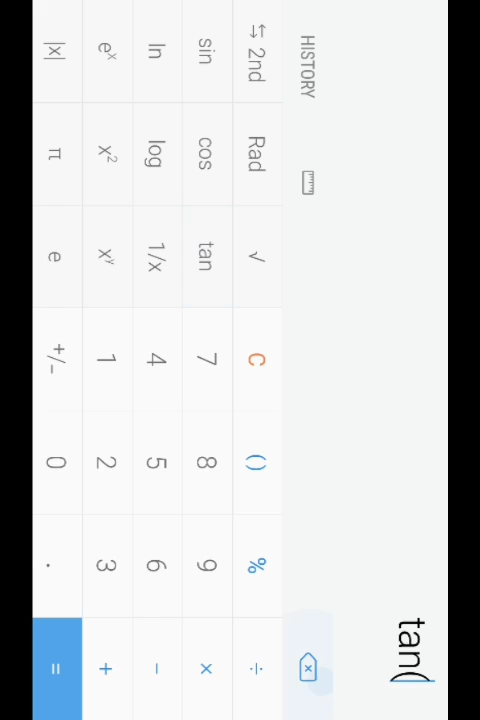 tan(
HISTORY
⇆ 2nd Rad √ C () % ÷
sin cos tan 7 8 9 ×
ln log 1/x 4 5 6 −
eˣ x² xʸ 1 2 3 +
|x| π e +/− 0 . =